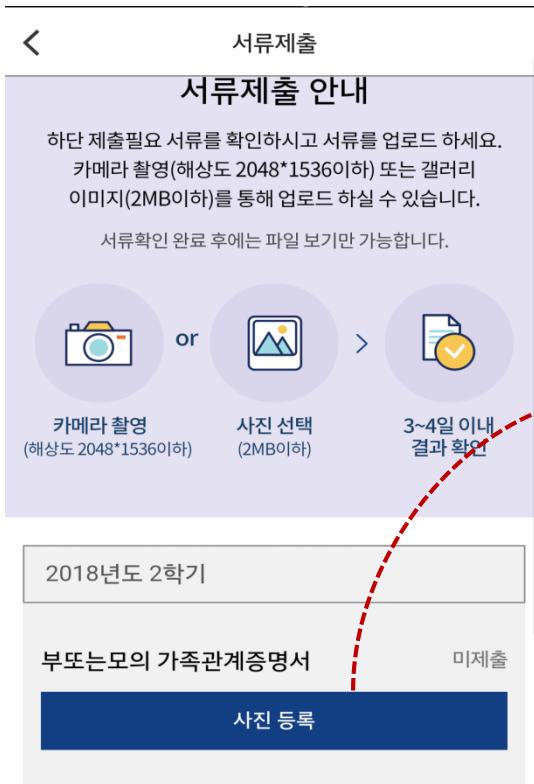 서류제출
서류제출 안내
하단 제출필요 서류를 확인하시고 서류를 업로드 하세요.
카메라 촬영(해상도 2048*1536이하) 또는 갤러리
이미지(2MB이하)를 통해 업로드 하실 수 있습니다.
서류확인 완료 후에는 파일 보기만 가능합니다.
or
카메라 촬영
(해상도 2048*1536이하)
사진 선택
(2MB이하)
>
3~4일 이내
결과 확인
2018년도 2학기
부또는모의 가족관계증명서 미제출
사진 등록